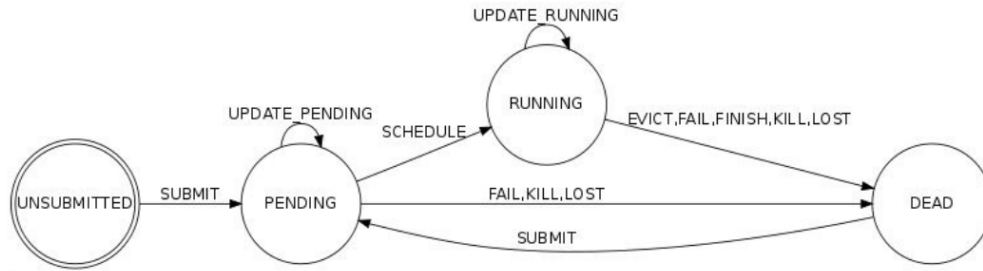 UPDATE_RUNNING
RUNNING
UPDATE_PENDING
SCHEDULE
EVICT,FAIL,FINISH,KILL,LOST
UNSUBMITTED
SUBMIT
PENDING
FAIL,KILL,LOST
DEAD
SUBMIT